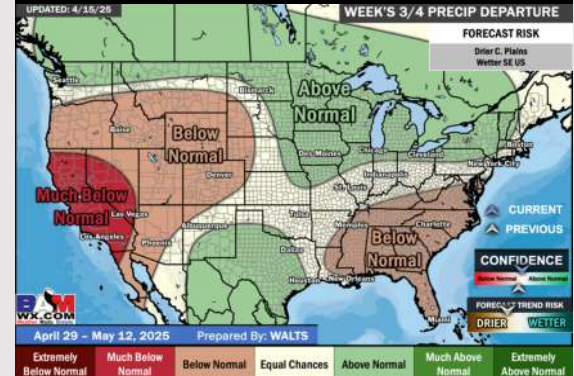 UPDATED: 4/15/25
WEEK'S 3/4 PRECIP DEPARTURE
FORECAST RISK
Drier C. Plains
Wetter SE US
Seattle
Bismarck
Above
Normal
Boise
Below
Normal
Des Moines
Chicago
Cleveland
Boston
New York City
Denver
Indianapolis
St. Louis
Much Below
Normal
Las Vegas
Los Angeles
Albuquerque
Phoenix
Tulsa
Memphis
Charlotte
Below
Normal
Dallas
Houston
New Orleans
Miami
CURRENT
PREVIOUS
CONFIDENCE
Below Normal
Above Normal
FORECAST TREND RISK
DRIER
WETTER
BAM
WX.COM
April 29 – May 12, 2025
Prepared By: WALTS
Extremely
Below Normal
Much Below
Normal
Below Normal
Equal Chances
Above Normal
Much Above
Normal
Extremely
Above Normal